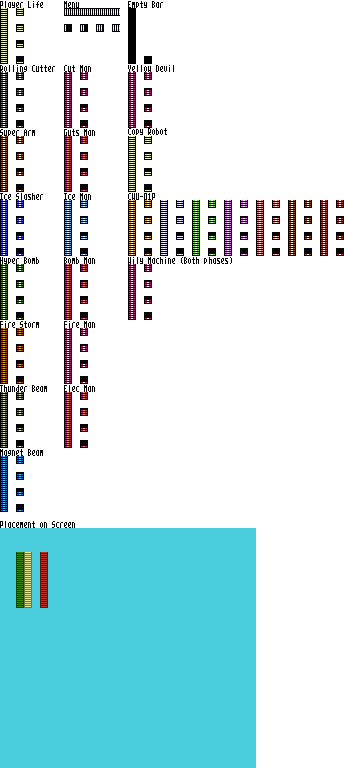 Player Life Menu Empty Bar
Rolling Cutter Cut Man Yellow Devil
Super Arm Guts Man Copy Robot
Ice Slasher Ice Man CWU-01P
Hyper Bomb Bomb Man Wily Machine (Both phases)
Fire Storm Fire Man
Thunder Beam Elec Man
Magnet Beam
Placement on Screen